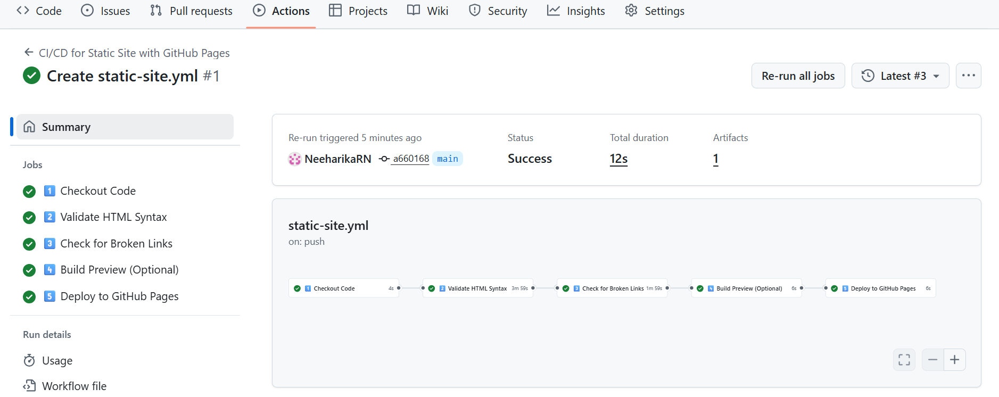 Code Issues Pull requests Actions Projects Wiki Security Insights Settings
← CI/CD for Static Site with GitHub Pages
Create static-site.yml #1
Re-run all jobs Latest #3 ...
Summary
Jobs
1 Checkout Code
2 Validate HTML Syntax
3 Check for Broken Links
4 Build Preview (Optional)
5 Deploy to GitHub Pages
Run details
Usage
Workflow file
Re-run triggered 5 minutes ago Status Total duration Artifacts
NeeharikaRN a660168 main Success 12s 1
static-site.yml
on: push
1 Checkout Code 4s 2 Validate HTML Syntax 3m 59s 3 Check for Broken Links 1m 59s 4 Build Preview (Optional) 6s 5 Deploy to GitHub Pages 6s